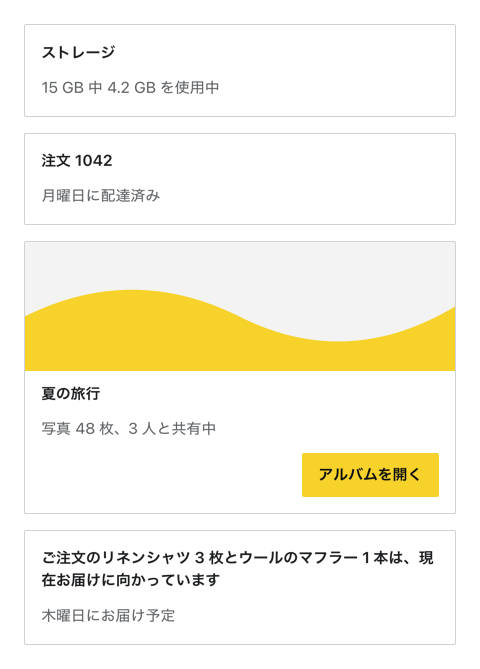 ストレージ
15 GB 中 4.2 GB を使用中
注文 1042
月曜日に配達済み
夏の旅行
写真 48 枚、3 人と共有中
アルバムを開く
ご注文のリネンシャツ 3 枚とウールのマフラー 1 本は、現
在お届けに向かっています
木曜日にお届け予定